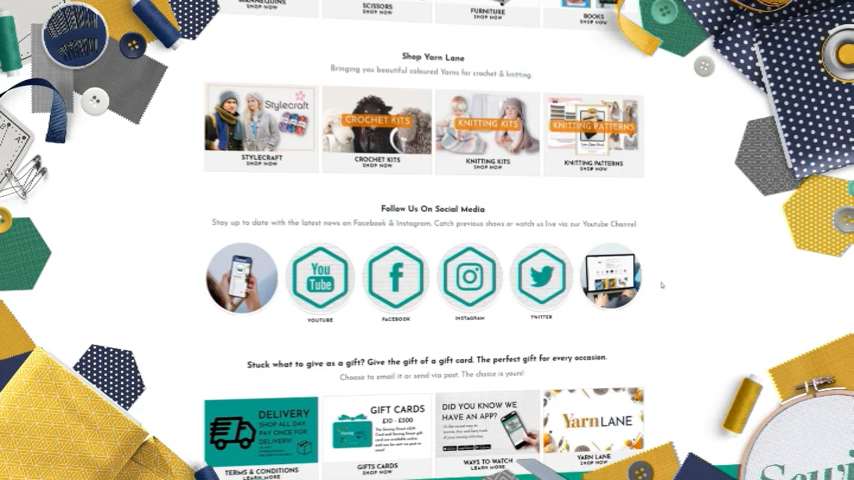 MANNEQUINS
SHOP NOW
SCISSORS
SHOP NOW
FURNITURE
SHOP NOW
BOOKS
SHOP NOW
Shop Yarn Lane
Bringing you beautiful coloured Yarns for crochet & knitting.
Stylecraft
CROCHET KITS
KNITTING KITS
KNITTING PATTERNS
STYLECRAFT
SHOP NOW
CROCHET KITS
SHOP NOW
KNITTING KITS
SHOP NOW
KNITTING PATTERNS
SHOP NOW
Follow Us On Social Media
Stay up to date with the latest news on Facebook & Instagram. Catch previous shows or watch us live via our Youtube Channel
You
Tube
YOUTUBE
FACEBOOK
INSTAGRAM
TWITTER
Stuck what to give as a gift? Give the gift of a gift card. The perfect gift for every occasion.
Choose to email it or send via post. The choice is yours!
DELIVERY
SHOP ALL DAY
PAY ONCE FOR
DELIVERY!
GIFT CARDS
£10 - £500
DID YOU KNOW WE
HAVE AN APP?
Yarn LANE
TERMS & CONDITIONS
LEARN MORE
GIFTS CARDS
SHOP NOW
WAYS TO WATCH
LEARN MORE
YARN LANE
SHOP NOW
Sewi